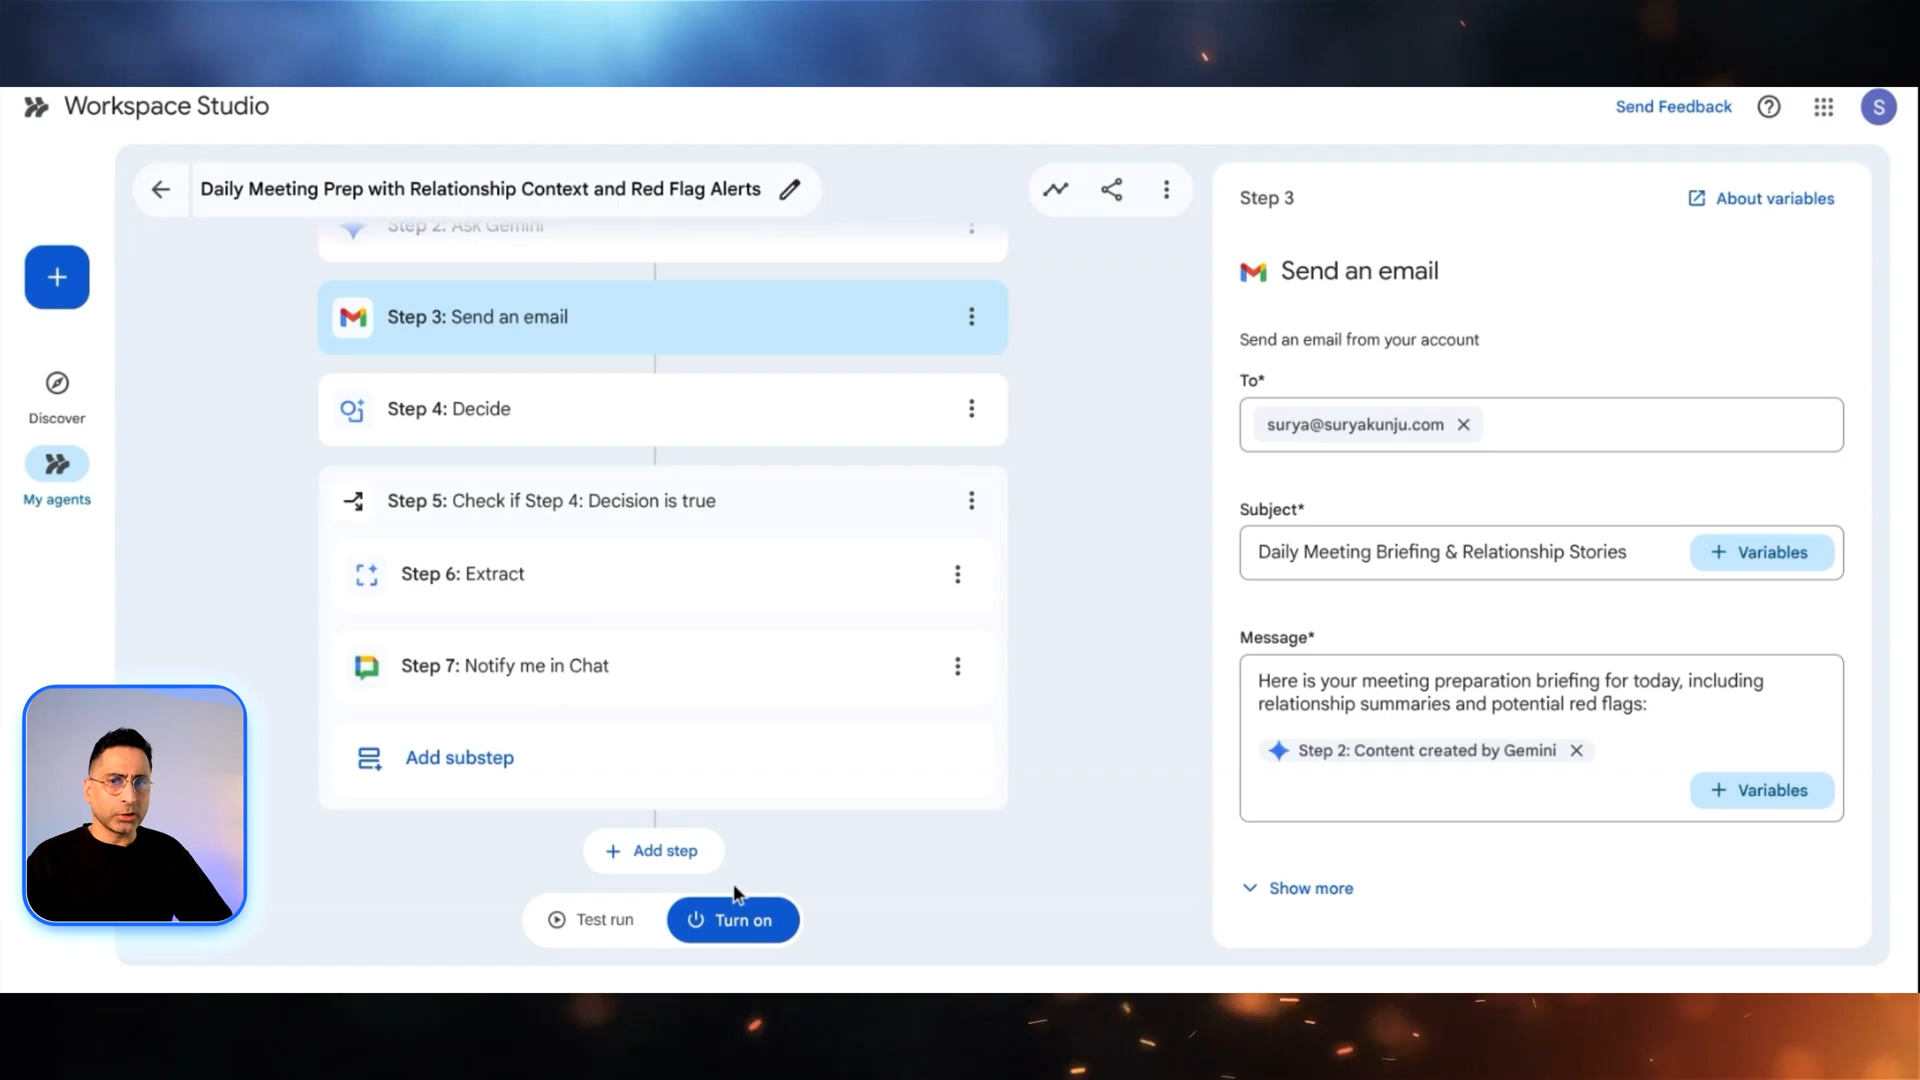 Workspace Studio
Send Feedback
S
Daily Meeting Prep with Relationship Context and Red Flag Alerts
Step 2: Ask Gemini
Step 3: Send an email
Step 4: Decide
Step 5: Check if Step 4: Decision is true
Step 6: Extract
Step 7: Notify me in Chat
Add substep
Add step
Test run
Turn on
Discover
My agents
Step 3
About variables
Send an email
Send an email from your account
To*
surya@suryakunju.com
Subject*
Daily Meeting Briefing & Relationship Stories
Variables
Message*
Here is your meeting preparation briefing for today, including
relationship summaries and potential red flags:
Step 2: Content created by Gemini
Variables
Show more